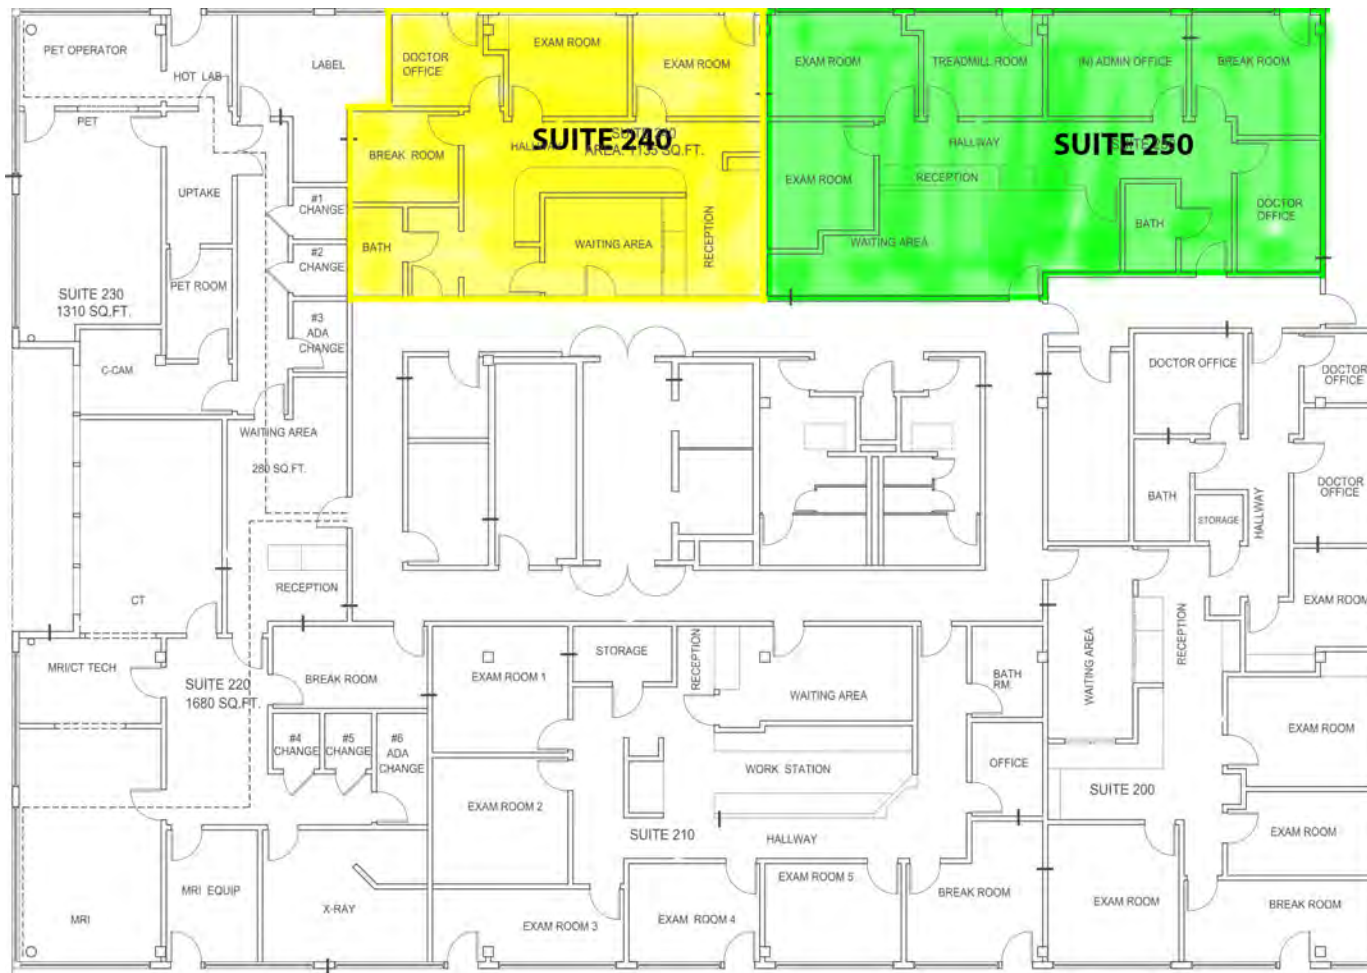 PET OPERATOR
HOT LAB
LABEL
DOCTOR
OFFICE
EXAM ROOM
EXAM ROOM
EXAM ROOM
TREADMILL ROOM
(N) ADMIN OFFICE
BREAK ROOM
PET
BREAK ROOM
HALLWAY
SUITE 240
AREA: 1133 SQ.FT.
HALLWAY
SUITE 250
UPTAKE
EXAM ROOM
RECEPTION
#1
CHANGE
BATH
WAITING AREA
RECEPTION
WAITING AREA
BATH
DOCTOR
OFFICE
#2
CHANGE
PET ROOM
SUITE 230
1310 SQ.FT.
#3
ADA
CHANGE
C-CAM
DOCTOR OFFICE
DOCTOR
OFFICE
WAITING AREA
280 SQ.FT.
BATH
STORAGE
HALLWAY
DOCTOR
OFFICE
RECEPTION
CT
EXAM ROOM
MRI/CT TECH
SUITE 220
1680 SQ.FT.
BREAK ROOM
EXAM ROOM 1
STORAGE
RECEPTION
WAITING AREA
BATH
RM.
WAITING AREA
RECEPTION
#4
CHANGE
#5
CHANGE
#6
ADA
CHANGE
EXAM ROOM
WORK STATION
OFFICE
SUITE 200
EXAM ROOM 2
SUITE 210
HALLWAY
EXAM ROOM
MRI
MRI EQUIP
X-RAY
EXAM ROOM 3
EXAM ROOM 4
EXAM ROOM 5
BREAK ROOM
EXAM ROOM
BREAK ROOM